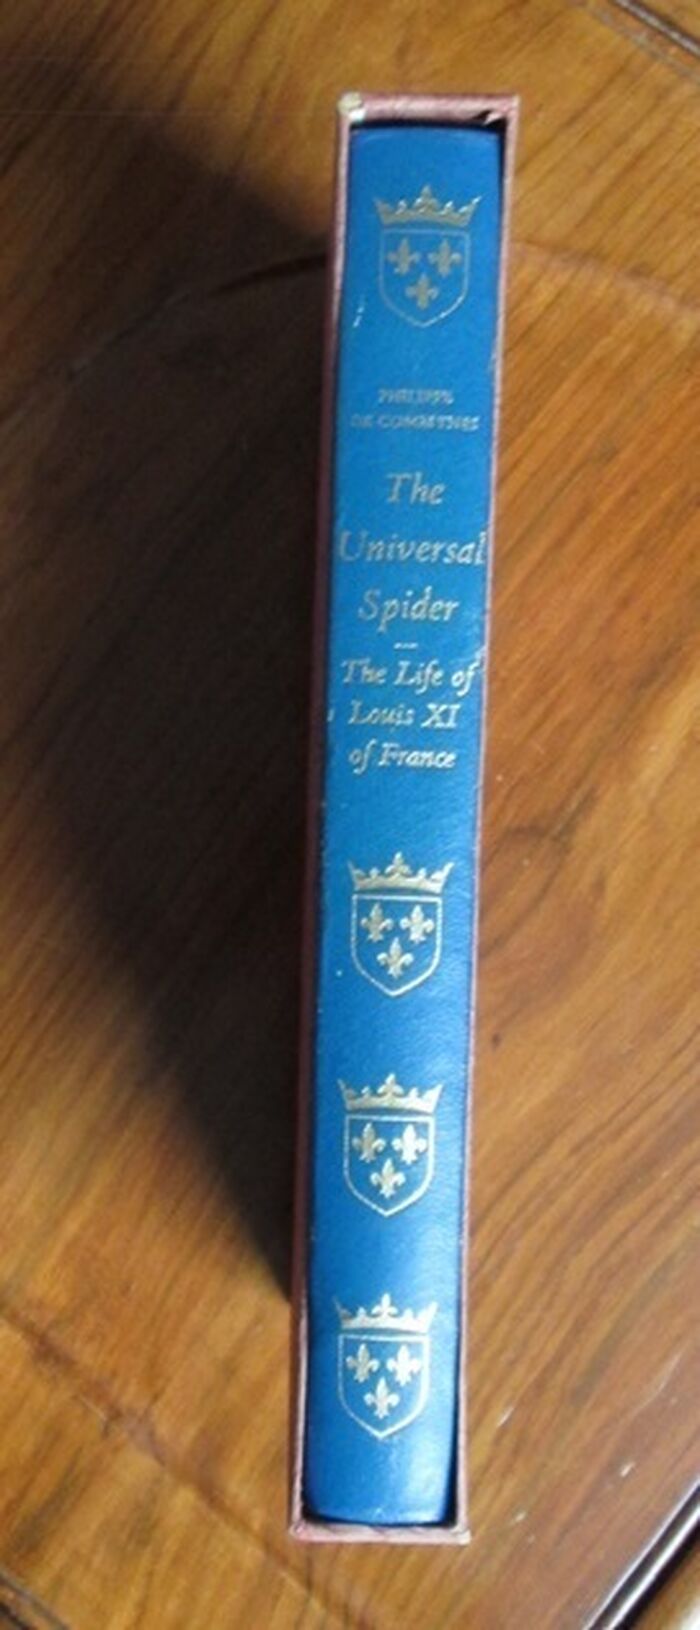 PHILIPPE
DE COMMYNES
The
Universal
Spider
The Life of
Louis XI
of France